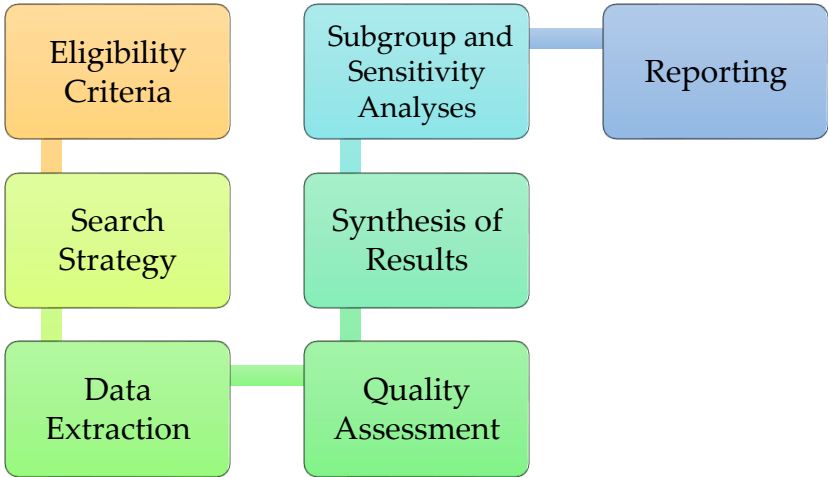 Eligibility
Criteria
Search
Strategy
Data
Extraction
Quality
Assessment
Synthesis of
Results
Subgroup and
Sensitivity
Analyses
Reporting